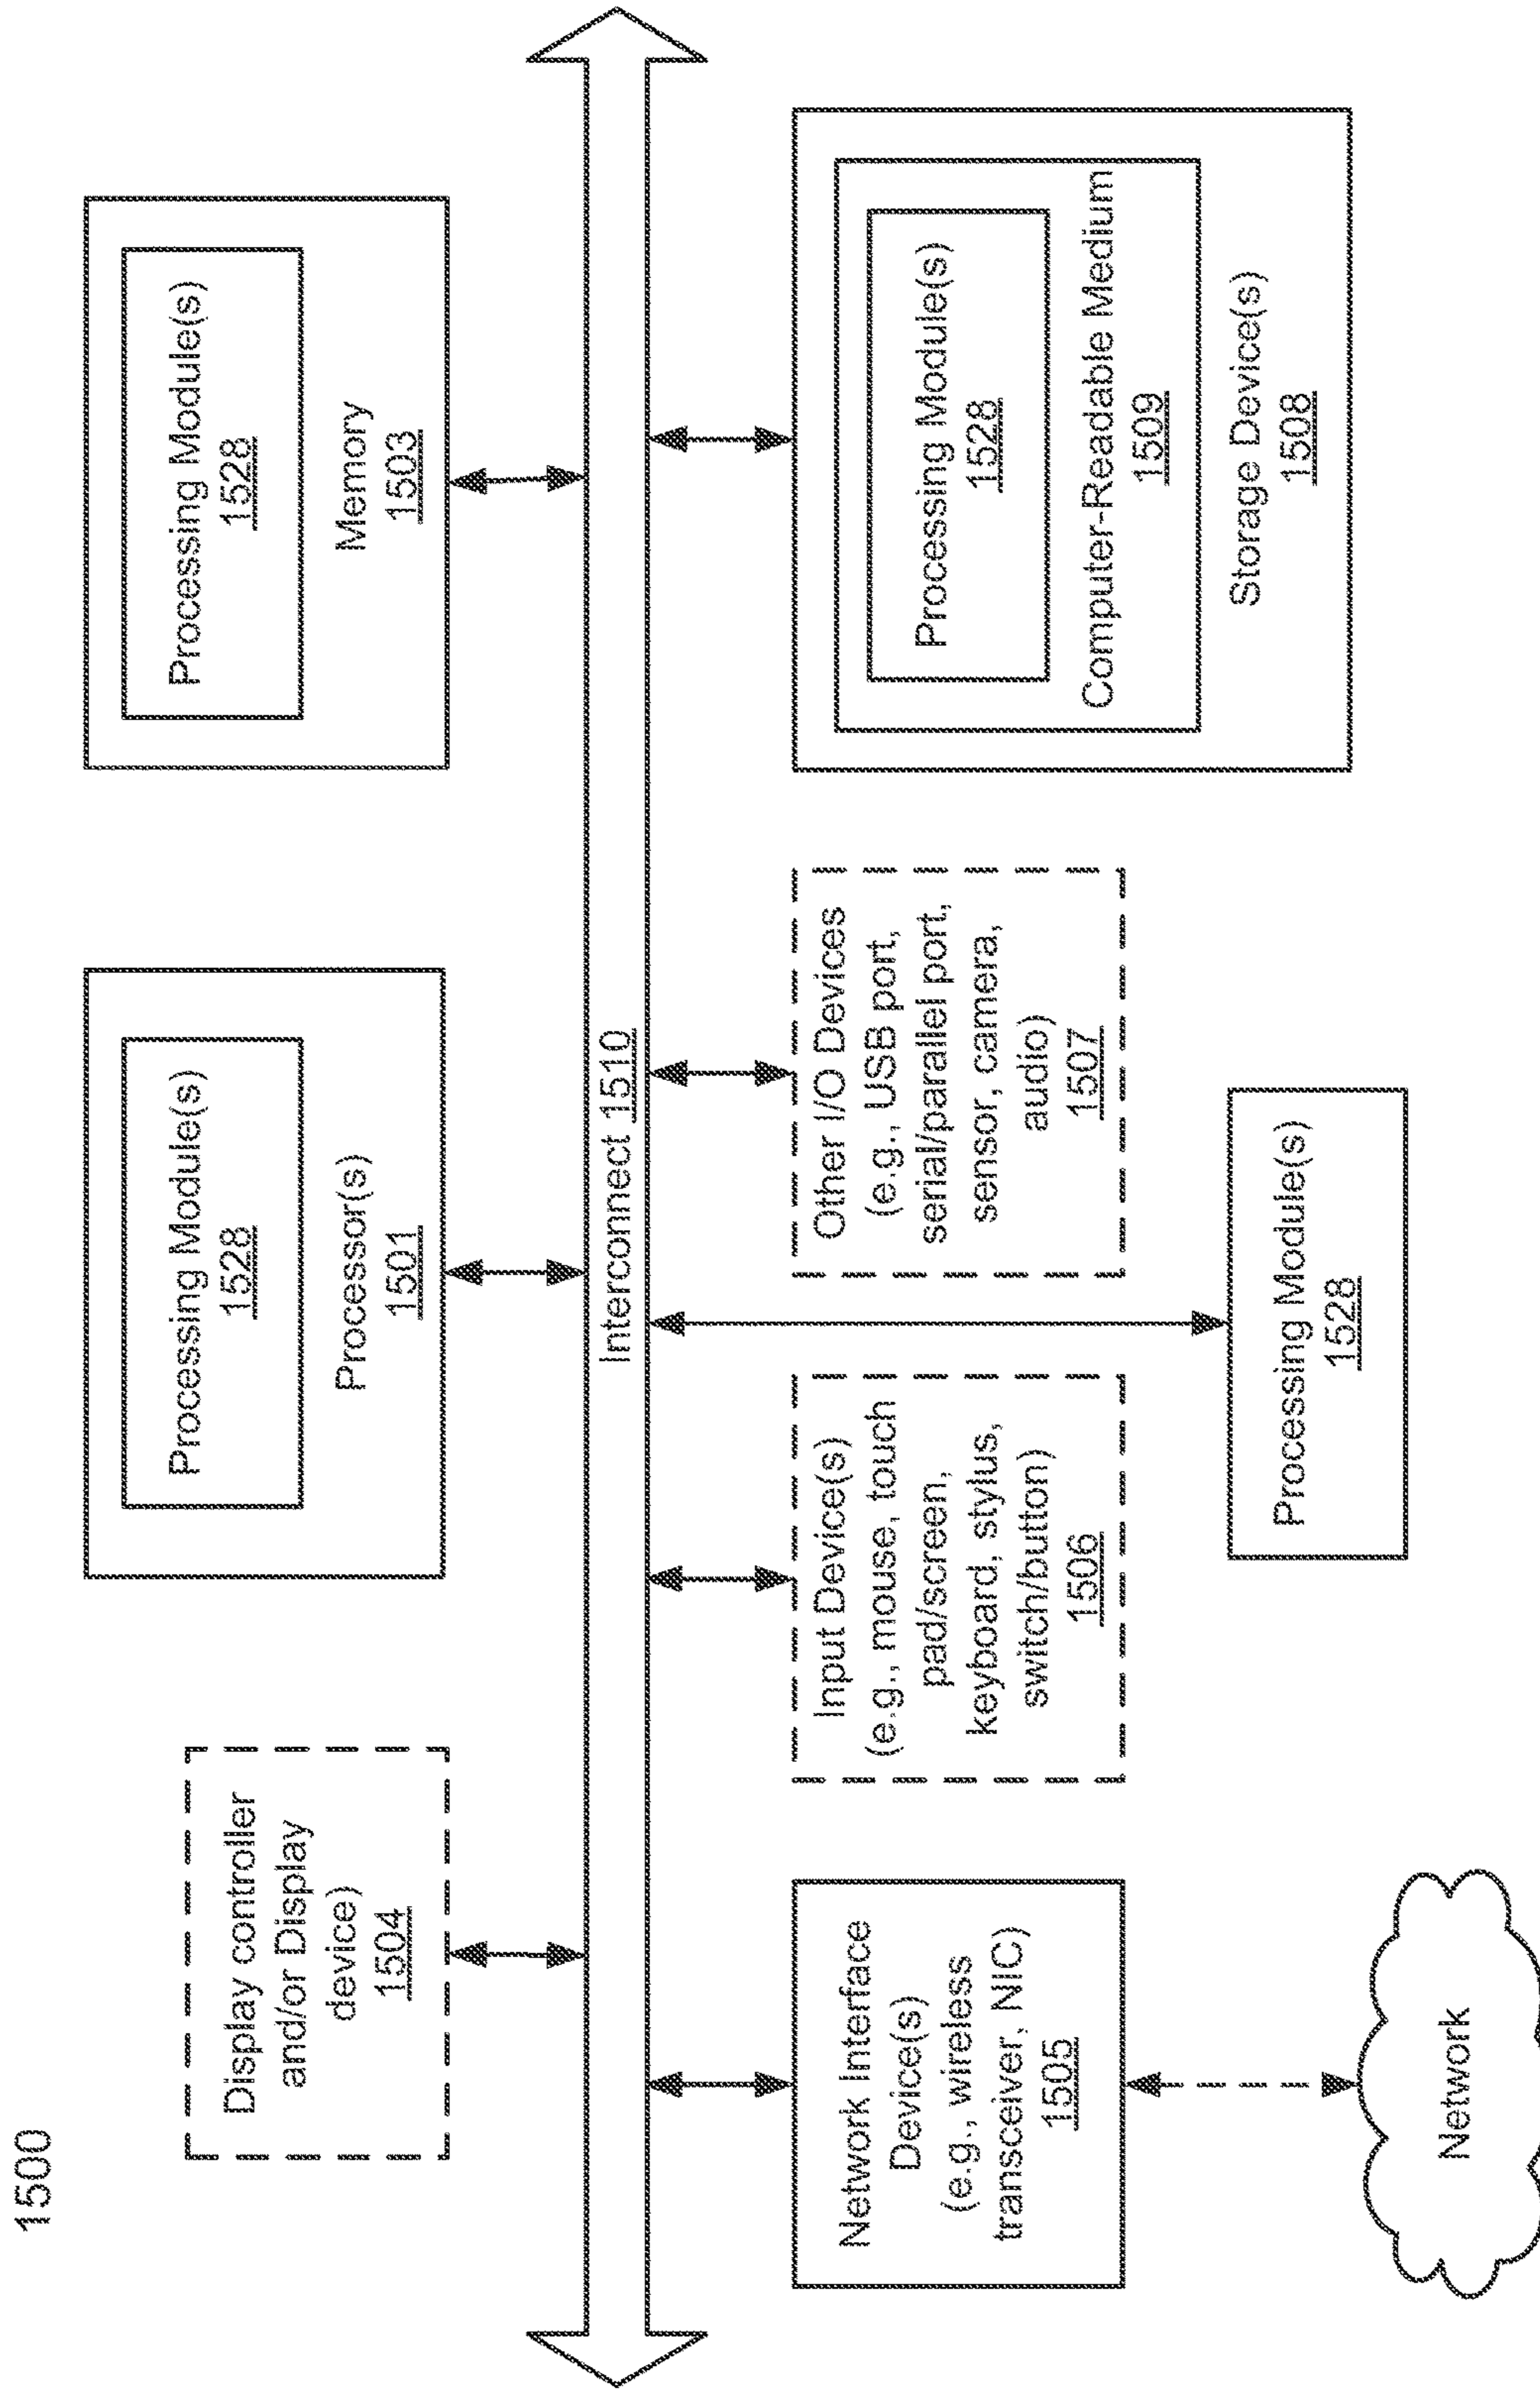 1500
Display controller
and/or Display
device)
1504
Processing Module(s)
1528
Processor(s)
1501
Processing Module(s)
1528
Memory
1503
Interconnect 1510
Network Interface
Device(s)
(e.g., wireless
transceiver, NIC)
1505
Input Device(s)
(e.g., mouse, touch
pad/screen,
keyboard, stylus,
switch/button)
1506
Other I/O Devices
(e.g., USB port,
serial/parallel port,
sensor, camera,
audio)
1507
Processing Module(s)
1528
Computer-Readable Medium
1509
Storage Device(s)
1508
Processing Module(s)
1528
Network